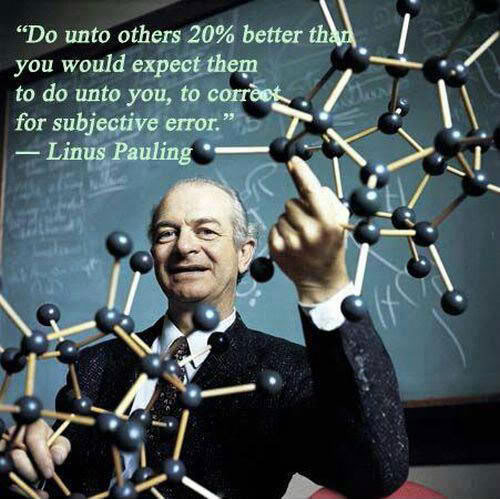 “Do unto others 20% better than
you would expect them
to do unto you, to correct
for subjective error.”
— Linus Pauling